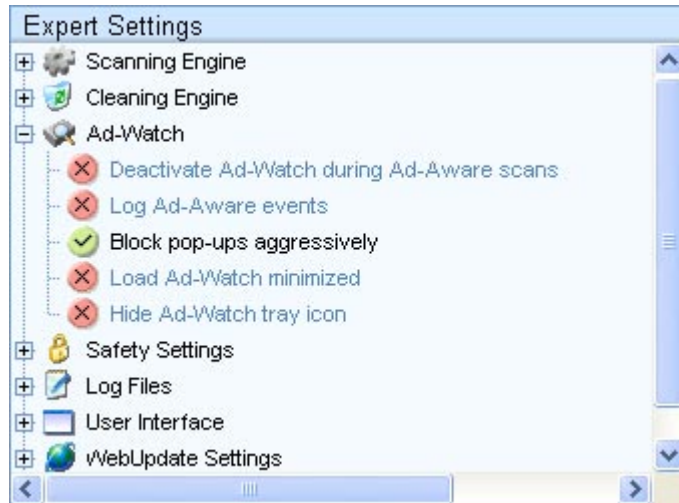 Expert Settings
Scanning Engine
Cleaning Engine
Ad-Watch
Deactivate Ad-Watch during Ad-Aware scans
Log Ad-Aware events
Block pop-ups aggressively
Load Ad-Watch minimized
Hide Ad-Watch tray icon
Safety Settings
Log Files
User Interface
WebUpdate Settings